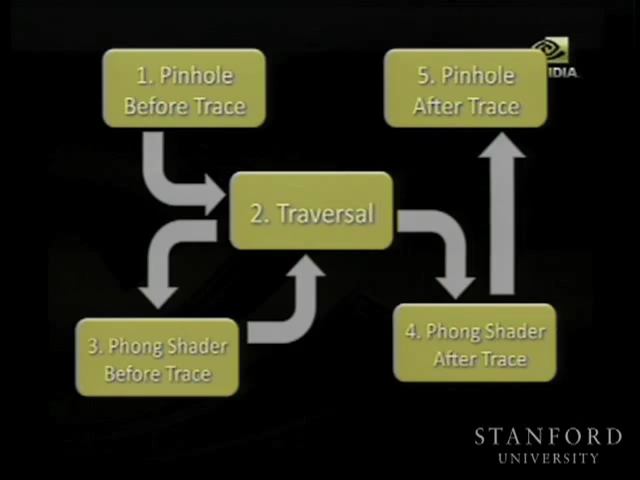 1. Pinhole
Before Trace
5. Pinhole
After Trace
2. Traversal
3. Phong Shader
Before Trace
4. Phong Shader
After Trace
STANFORD
UNIVERSITY